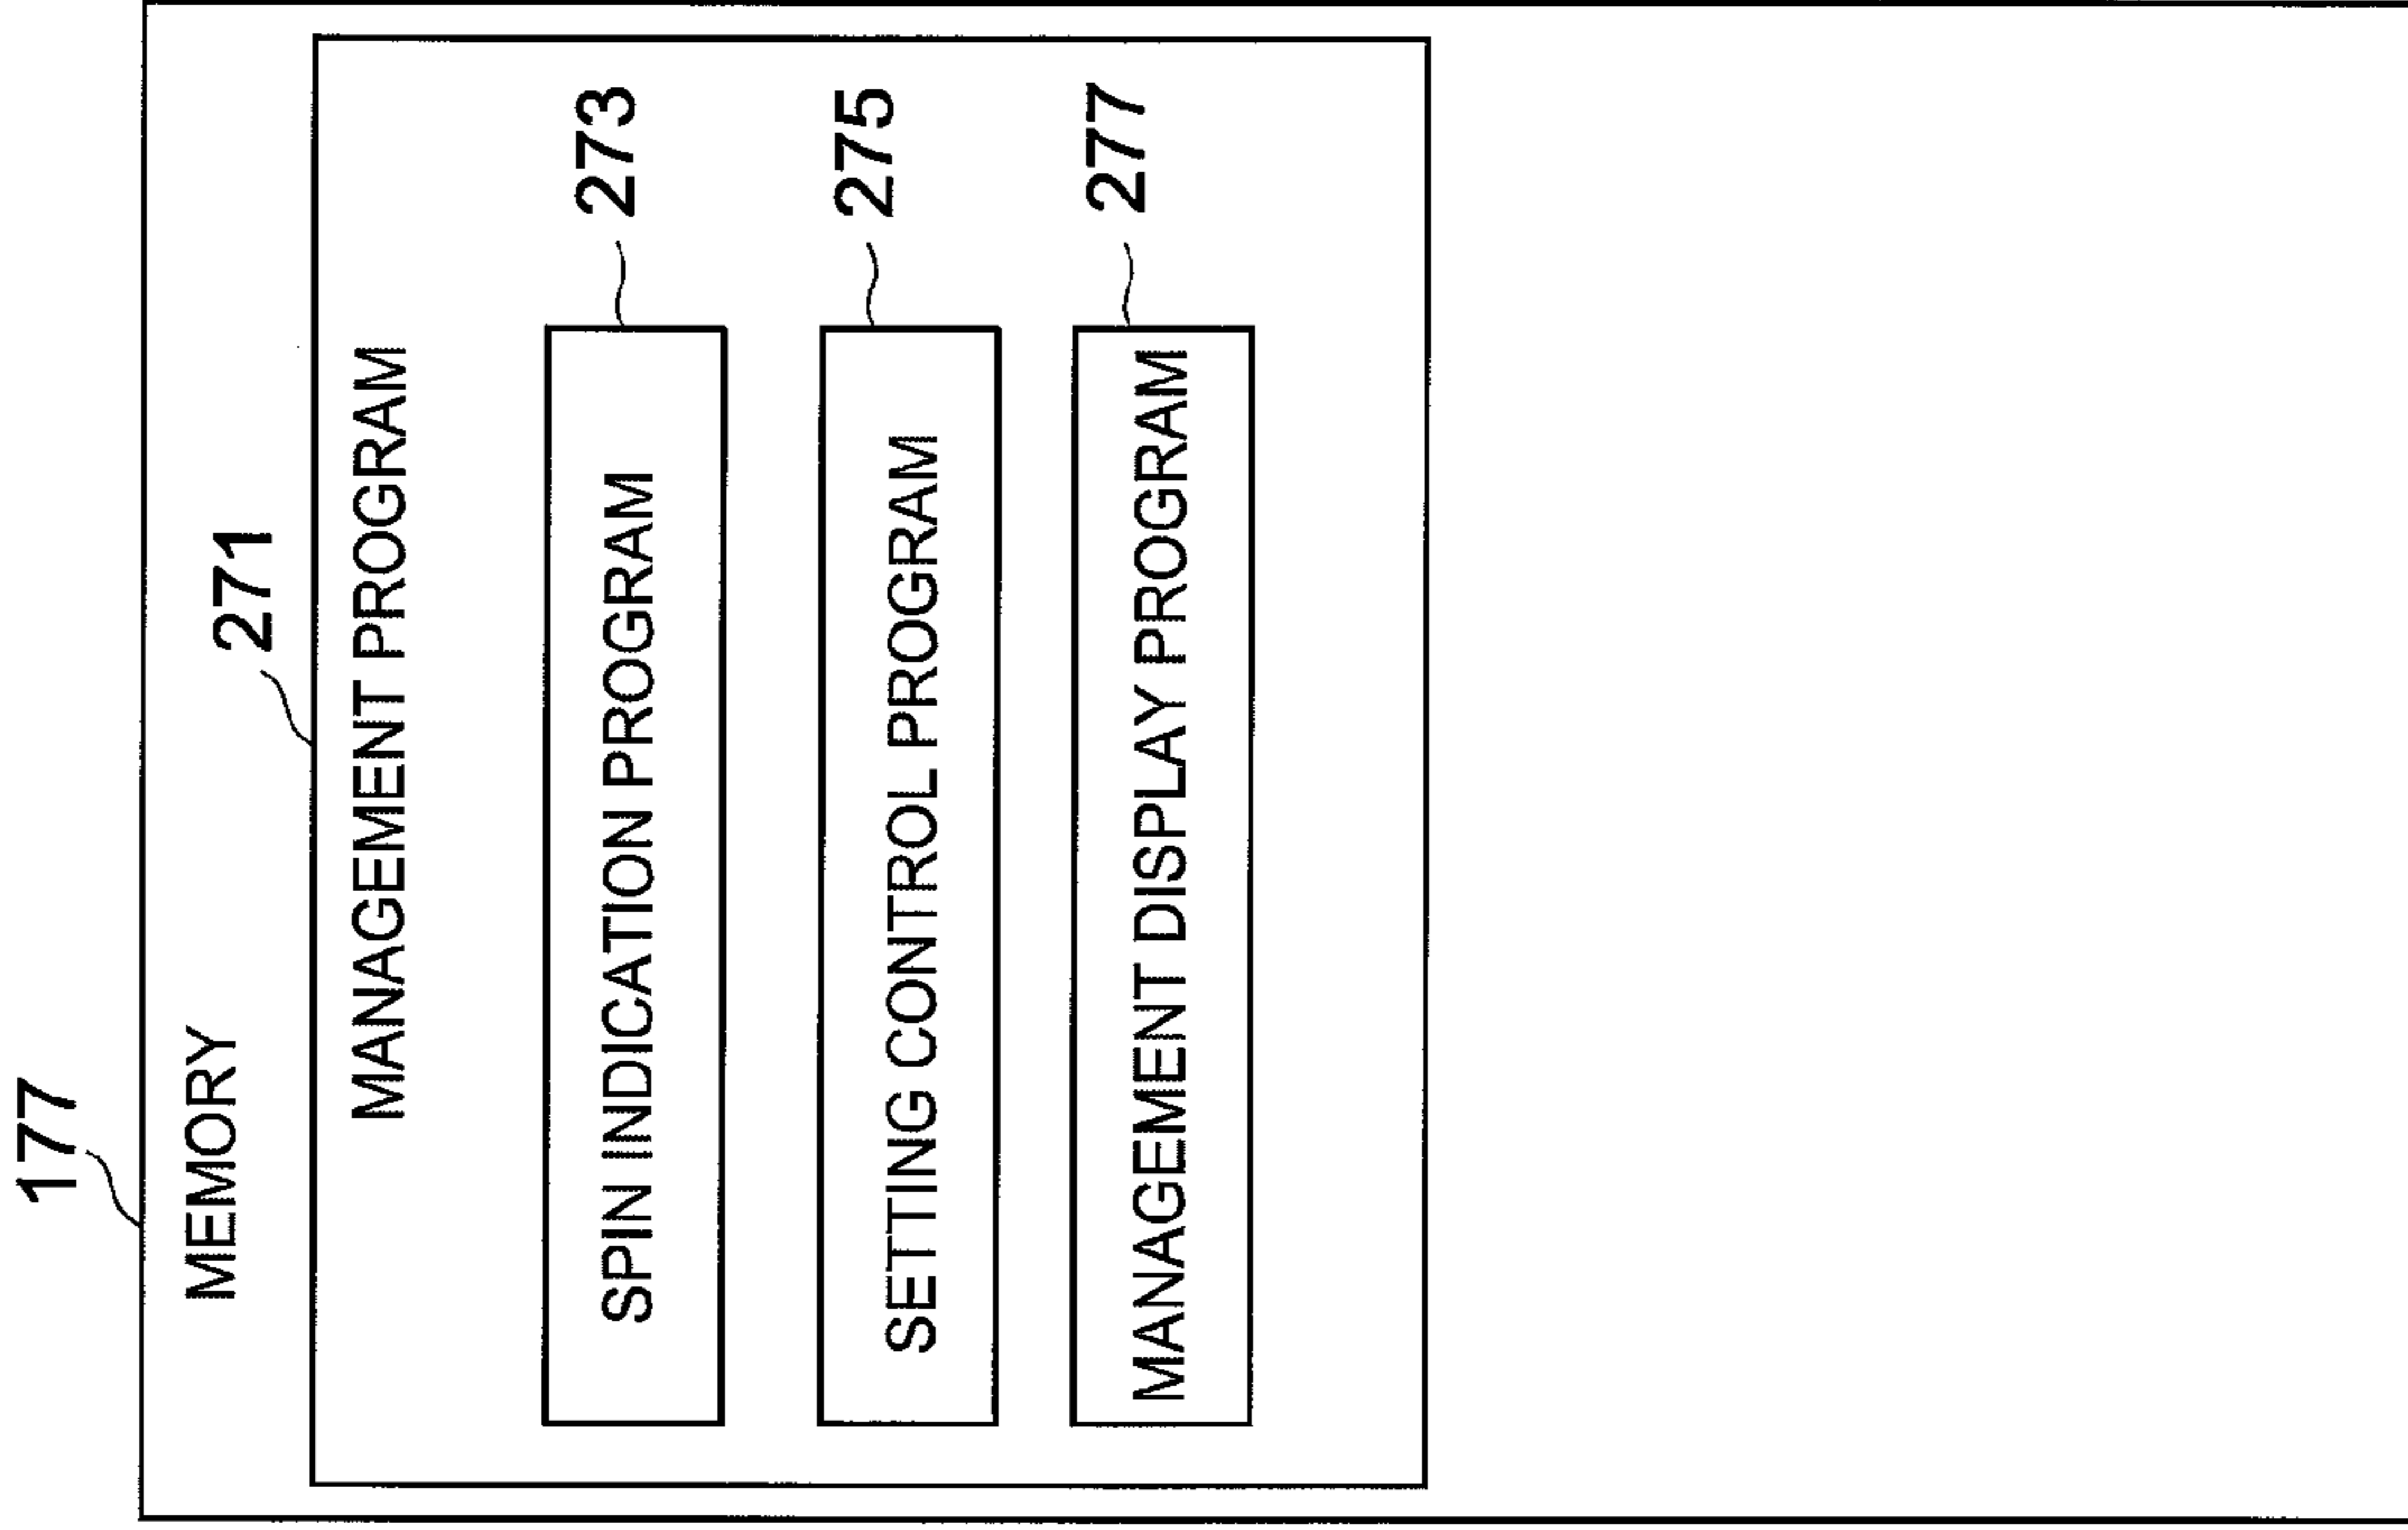 177
MEMORY
271
MANAGEMENT PROGRAM
SPIN INDICATION PROGRAM
273
SETTING CONTROL PROGRAM
275
MANAGEMENT DISPLAY PROGRAM
277